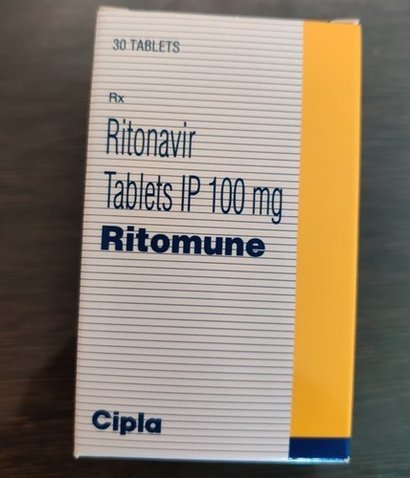 30 TABLETS
Rx
Ritonavir
Tablets IP 100 mg
Ritomune
Cipla